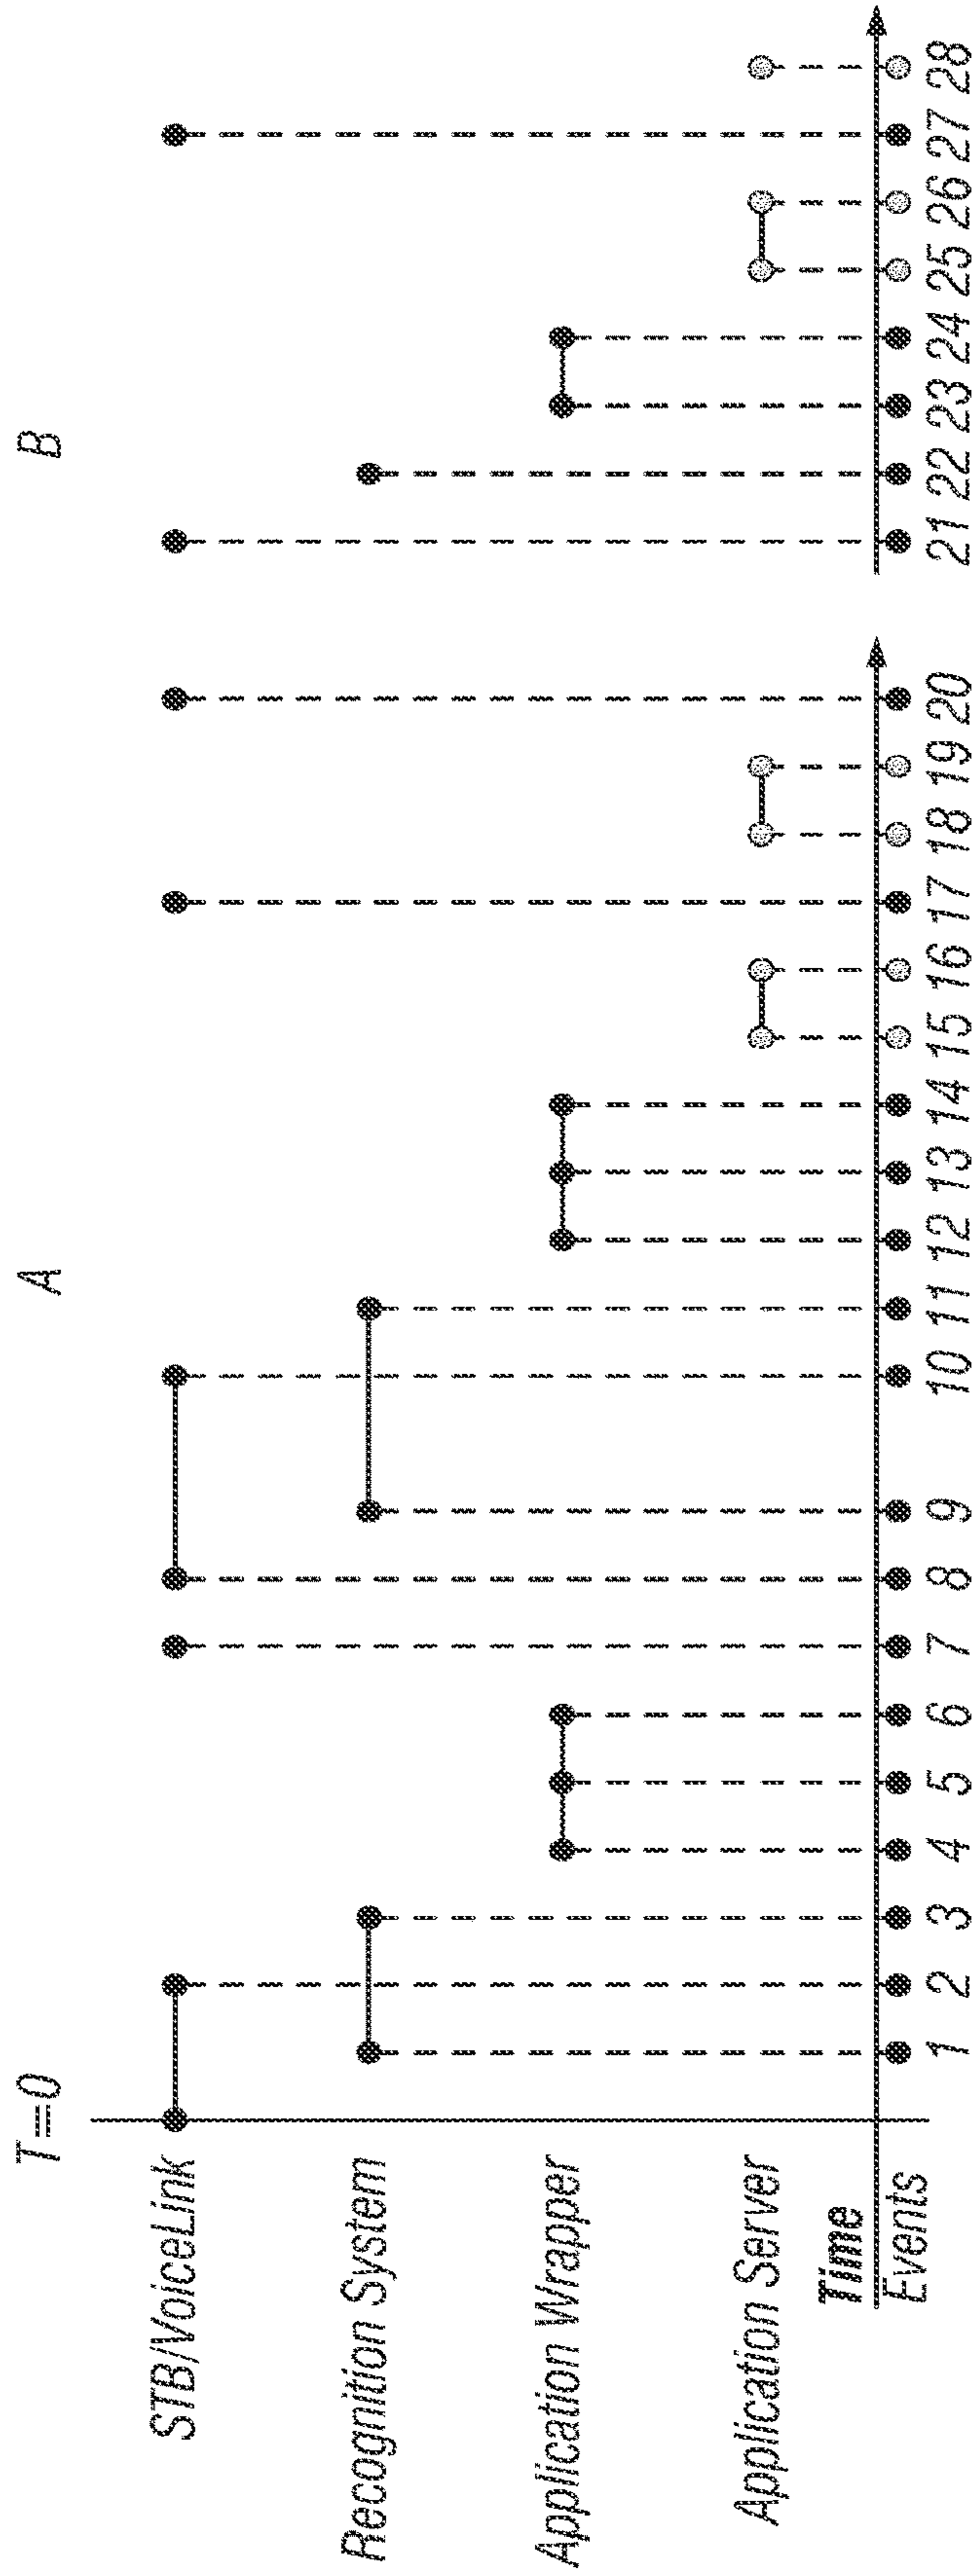 T=0
A
B
STB/VoiceLink
Recognition System
Application Wrapper
Application Server
Time
Events
1 2 3 4 5 6 7 8 9 10 11 12 13 14 15 16 17 18 19 20 21 22 23 24 25 26 27 28